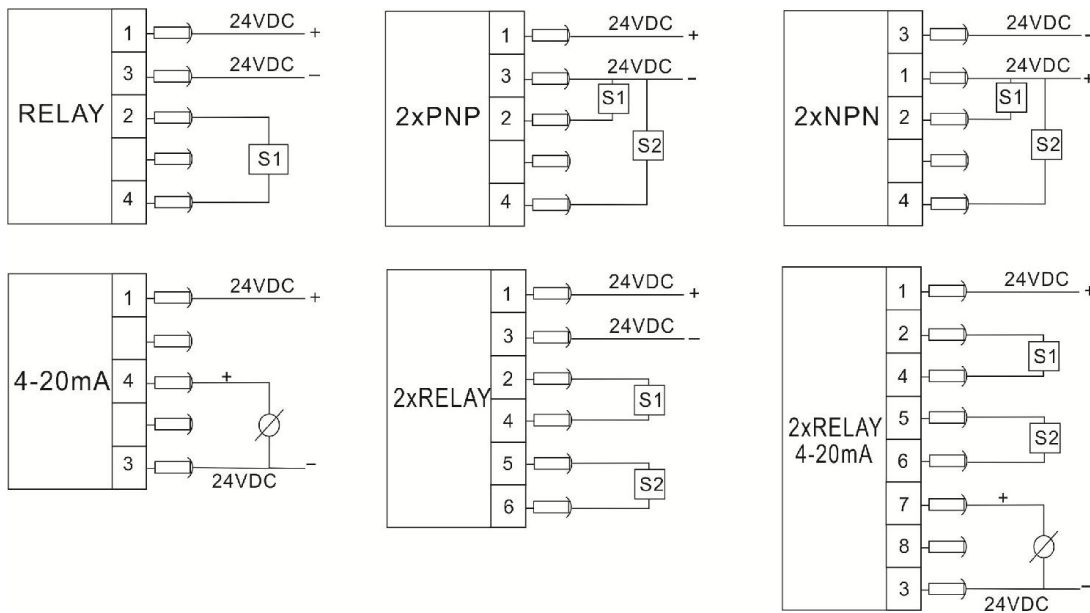 RELAY
1
24VDC
+
3
24VDC
−
2
S1
4
2xPNP
1
24VDC
+
3
24VDC
−
S1
2
S2
4
2xNPN
3
24VDC
−
1
24VDC
+
S1
2
S2
4
4-20mA
1
24VDC
+
4
+
3
24VDC
−
2xRELAY
1
24VDC
+
3
24VDC
−
2
S1
4
5
S2
6
2xRELAY
4-20mA
1
24VDC
+
2
S1
4
5
S2
6
7
+
8
3
24VDC
−